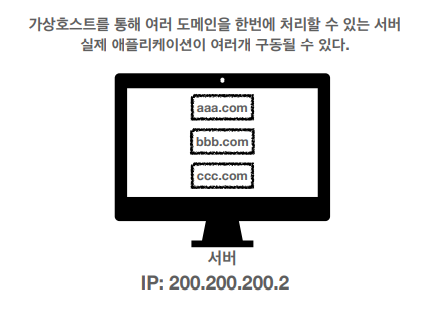 가상호스트를 통해 여러 도메인을 한번에 처리할 수 있는 서버
실제 애플리케이션이 여러개 구동될 수 있다.
aaa.com
bbb.com
ccc.com
서버
IP: 200.200.200.2